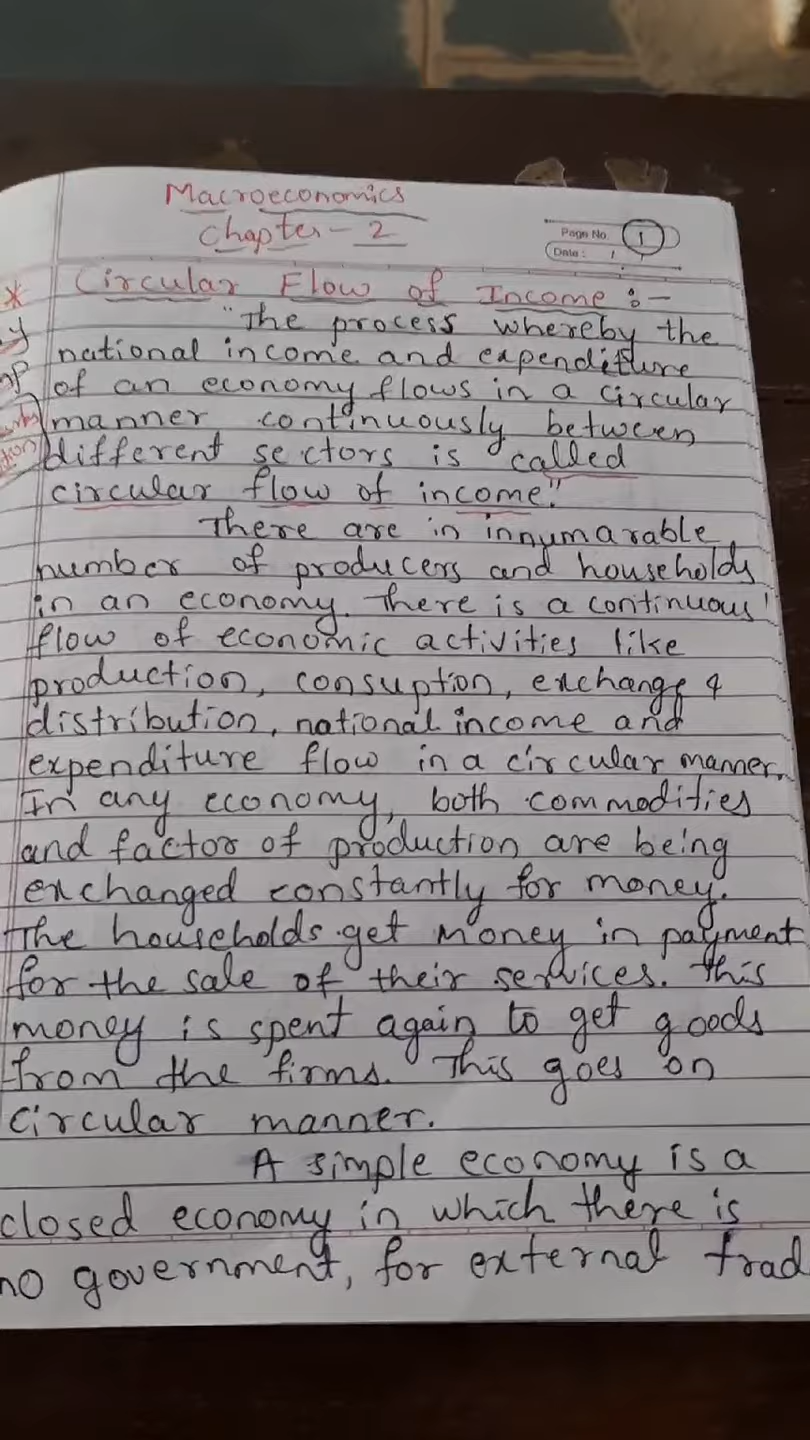 Macroeconomics
Chapter - 2
Page No. 1
Date :
* Circular Flow of Income :-
"The process whereby the
national income and expenditure
of an economy flows in a circular
manner continuously between
different sectors is called
circular flow of income."
There are in innumarable
number of producers and households
in an economy. There is a continuous
flow of economic activities like
production, consuption, exchange &
distribution, national income and
expenditure flow in a circular manner.
In any economy, both commodities
and factor of production are being
exchanged constantly for money.
The households get money in payment
for the sale of their services. This
money is spent again to get goods
from the firms. This goes on
circular manner.
A simple economy is a
closed economy in which there is
no government, for external trad